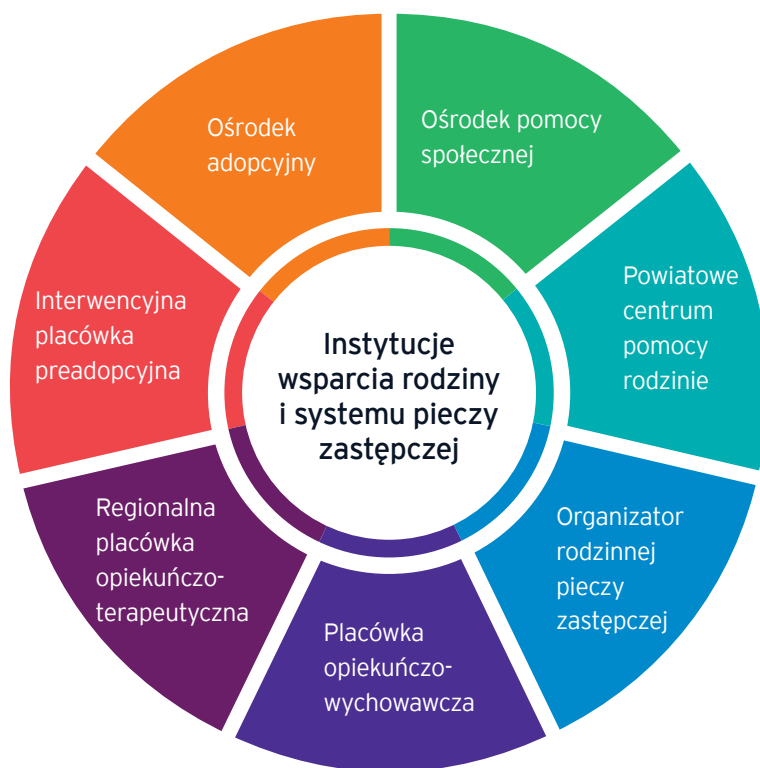 Instytucje
wsparcia rodziny
i systemu pieczy
zastępczej
Ośrodek pomocy
społecznej
Powiatowe
centrum
pomocy
rodzinie
Organizator
rodzinnej
pieczy
zastępczej
Placówka
opiekuńczo-
wychowawcza
Regionalna
placówka
opiekuńczo-
terapeutyczna
Interwencyjna
placówka
preadopcyjna
Ośrodek
adopcyjny